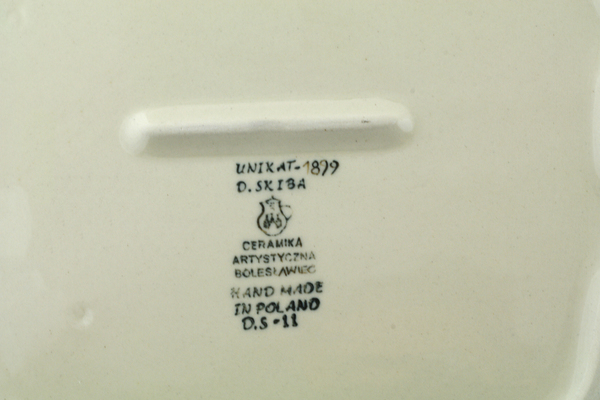 UNIKAT-1899
D.SKIBA
CERAMIKA
ARTYSTYCZNA
BOLESŁAWIEC
HAND MADE
IN POLAND
D.S-11